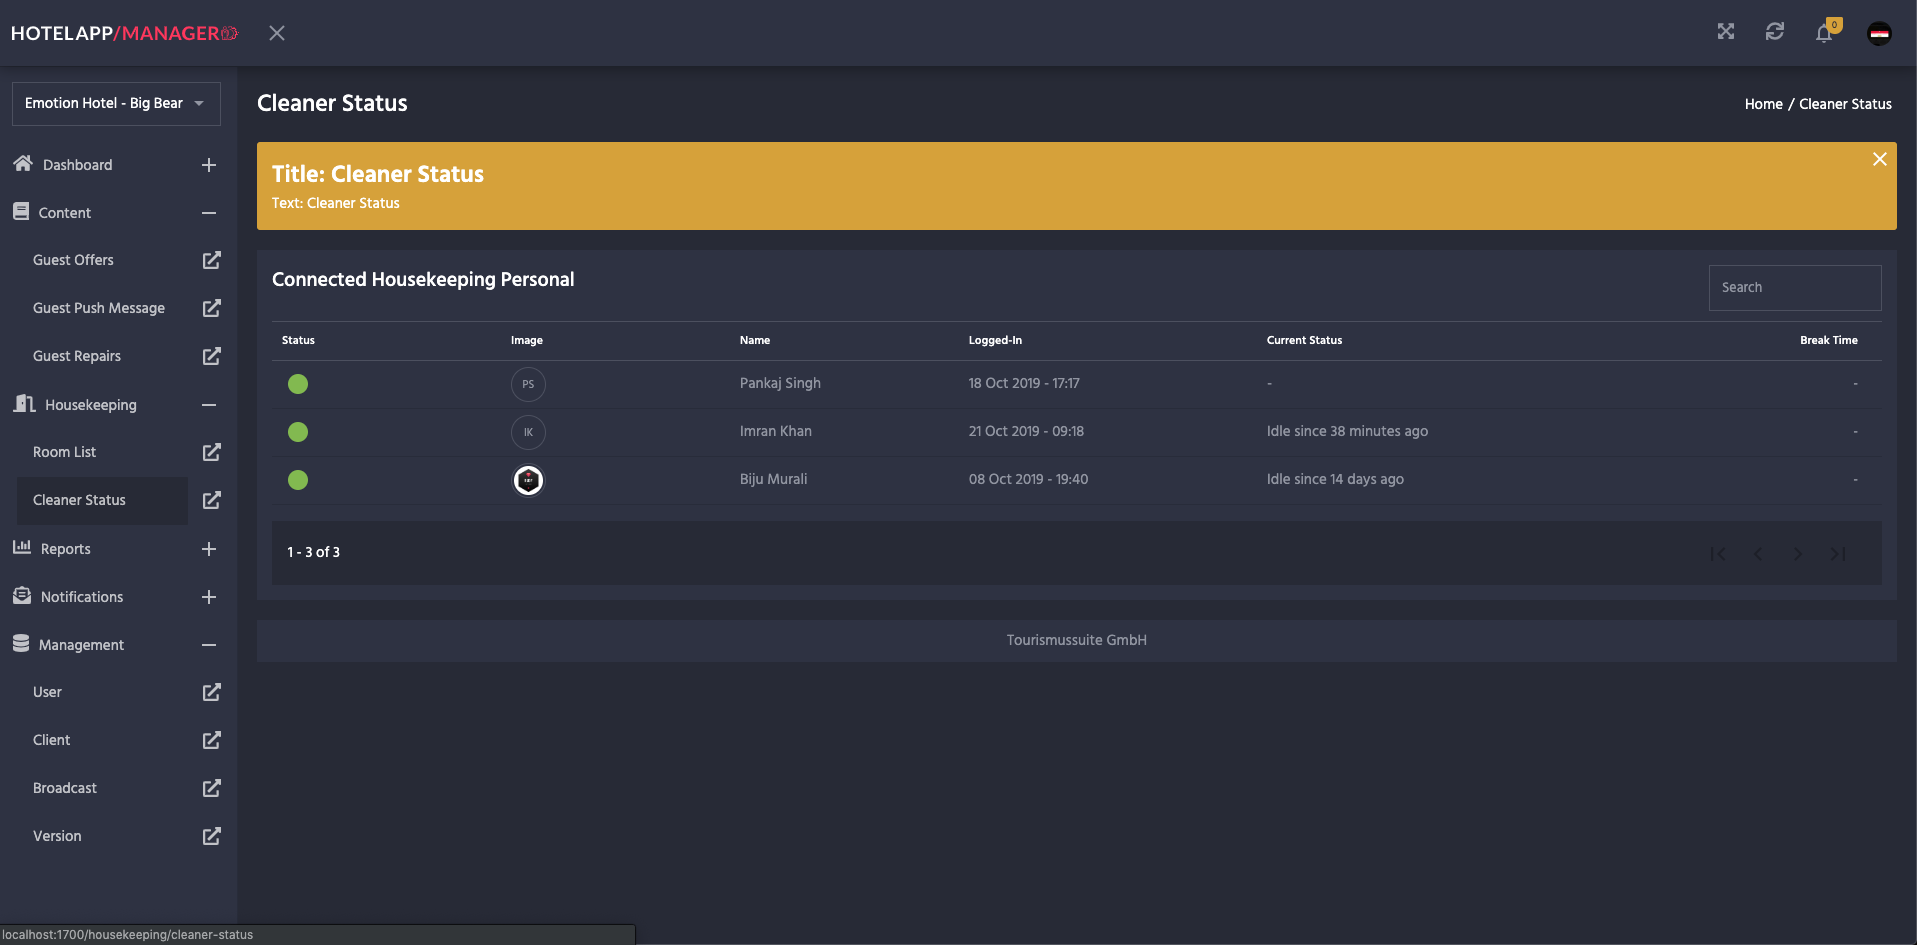 HOTELAPP/MANAGER
0
Emotion Hotel - Big Bear
Dashboard
Content
Guest Offers
Guest Push Message
Guest Repairs
Housekeeping
Room List
Cleaner Status
Reports
Notifications
Management
User
Client
Broadcast
Version
Cleaner Status
Home / Cleaner Status
Title: Cleaner Status
Text: Cleaner Status
Connected Housekeeping Personal
Search
Status Image Name Logged-In Current Status Break Time
PS Pankaj Singh 18 Oct 2019 - 17:17 - -
IK Imran Khan 21 Oct 2019 - 09:18 Idle since 38 minutes ago -
Biju Murali 08 Oct 2019 - 19:40 Idle since 14 days ago -
1 - 3 of 3
Tourismussuite GmbH
localhost:1700/housekeeping/cleaner-status